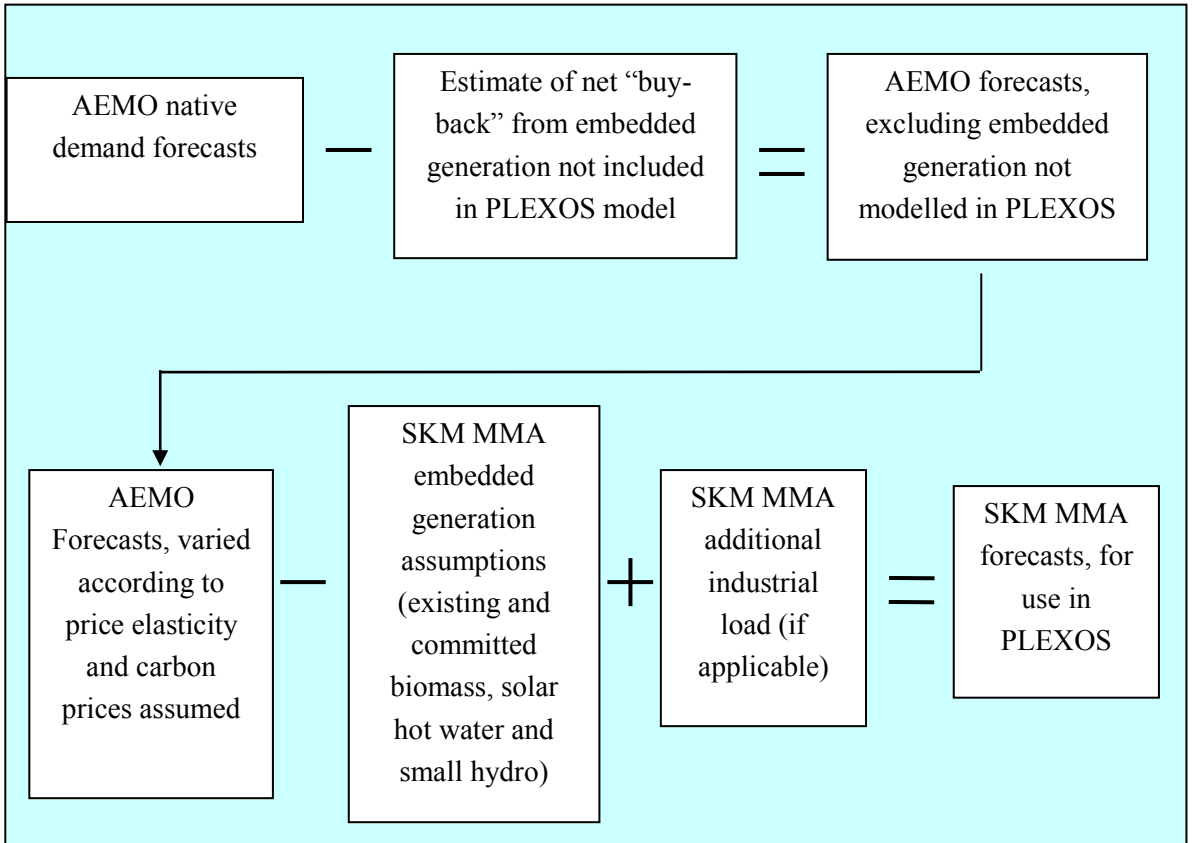 AEMO native
demand forecasts
—
Estimate of net “buy-
back” from embedded
generation not included
in PLEXOS model
=
AEMO forecasts,
excluding embedded
generation not
modelled in PLEXOS
AEMO
Forecasts, varied
according to
price elasticity
and carbon
prices assumed
—
SKM MMA
embedded
generation
assumptions
(existing and
committed
biomass, solar
hot water and
small hydro)
+
SKM MMA
additional
industrial
load (if
applicable)
=
SKM MMA
forecasts, for
use in
PLEXOS